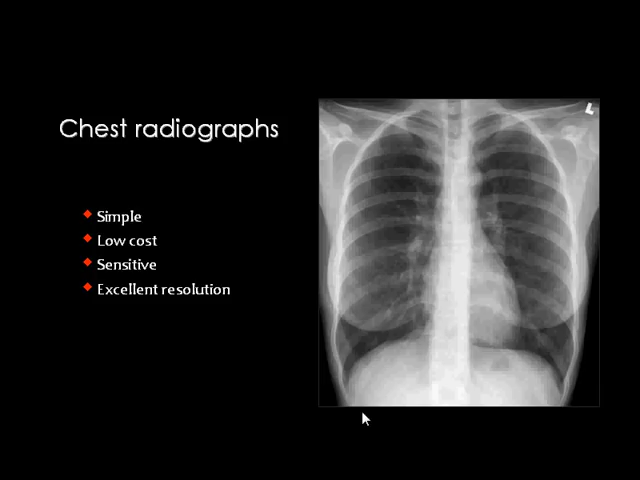 Chest radiographs
Simple
Low cost
Sensitive
Excellent resolution
L